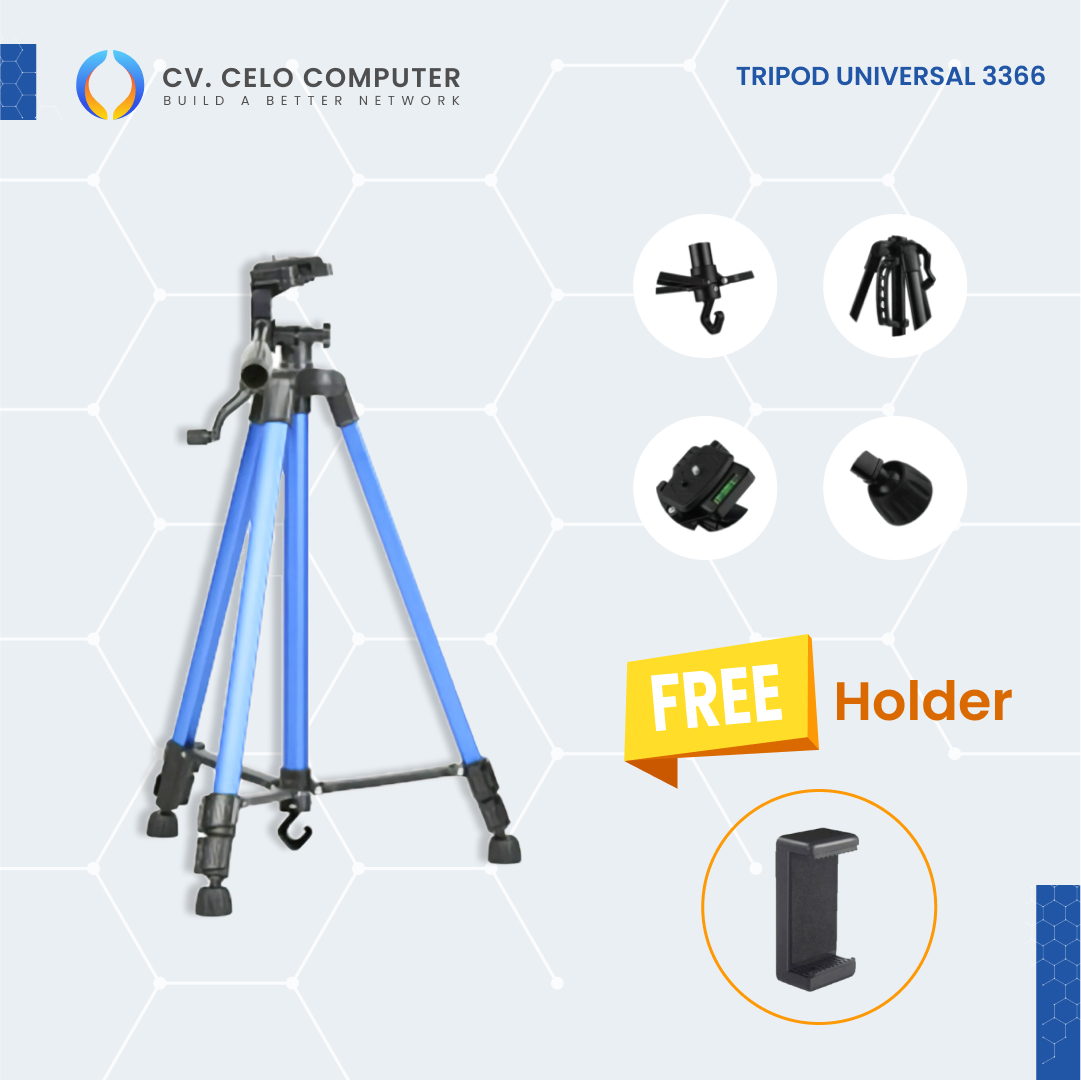 CV. CELO COMPUTER
BUILD A BETTER NETWORK
TRIPOD UNIVERSAL 3366
FREE
Holder